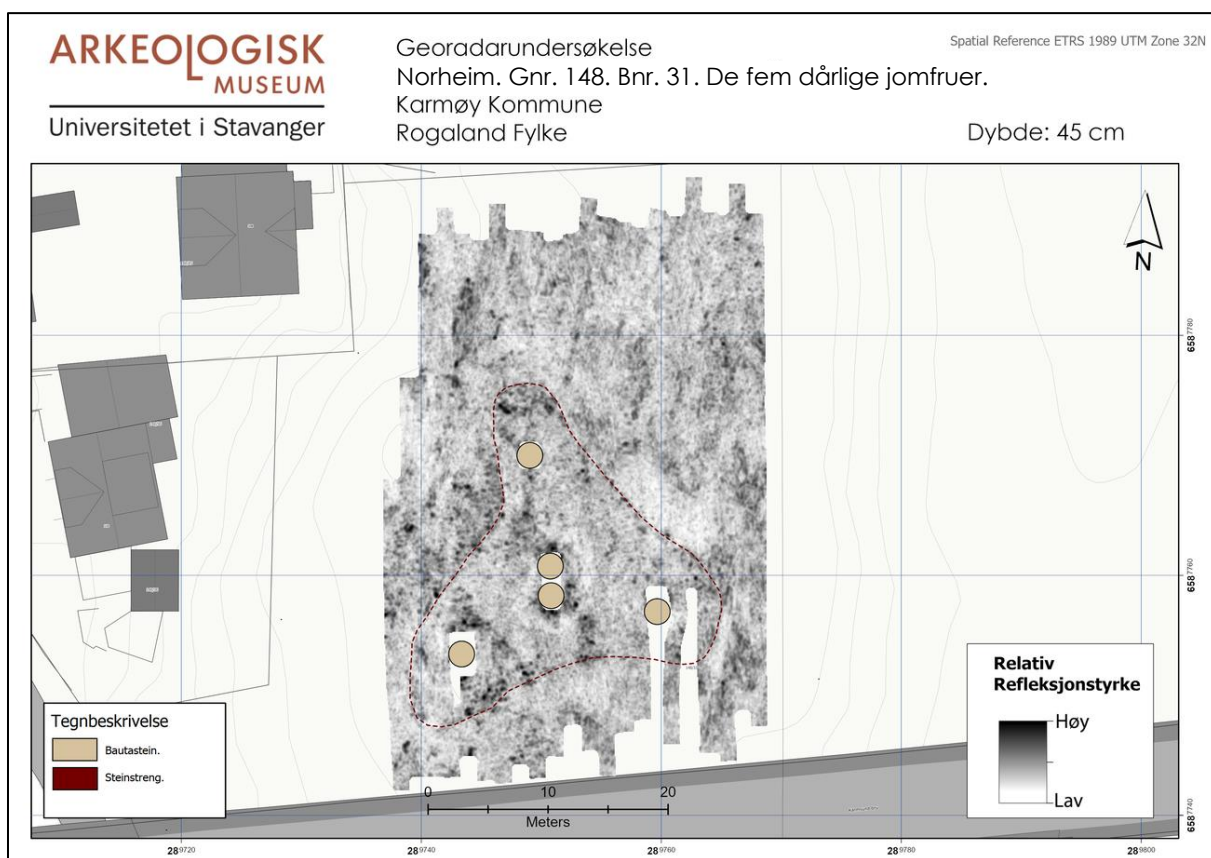 ARKEOLOGISK
MUSEUM
Universitetet i Stavanger
Georadarundersøkelse
Norheim. Gnr. 148. Bnr. 31. De fem dårlige jomfruer.
Karmøy Kommune
Rogaland Fylke
Spatial Reference ETRS 1989 UTM Zone 32N
Dybde: 45 cm
N
6587780
6587760
6587740
Tegnbeskrivelse
Bautastein.
Steinstreng.
0 10 20
Meters
Relativ
Refleksjonstyrke
Høy
Lav
289720 289740 289760 289780 289800